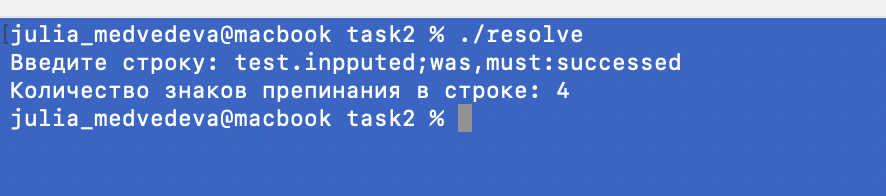 [julia_medvedeva@macbook task2 % ./resolve
Введите строку: test.inpputed;was,must:successed
Количество знаков препинания в строке: 4
julia_medvedeva@macbook task2 %